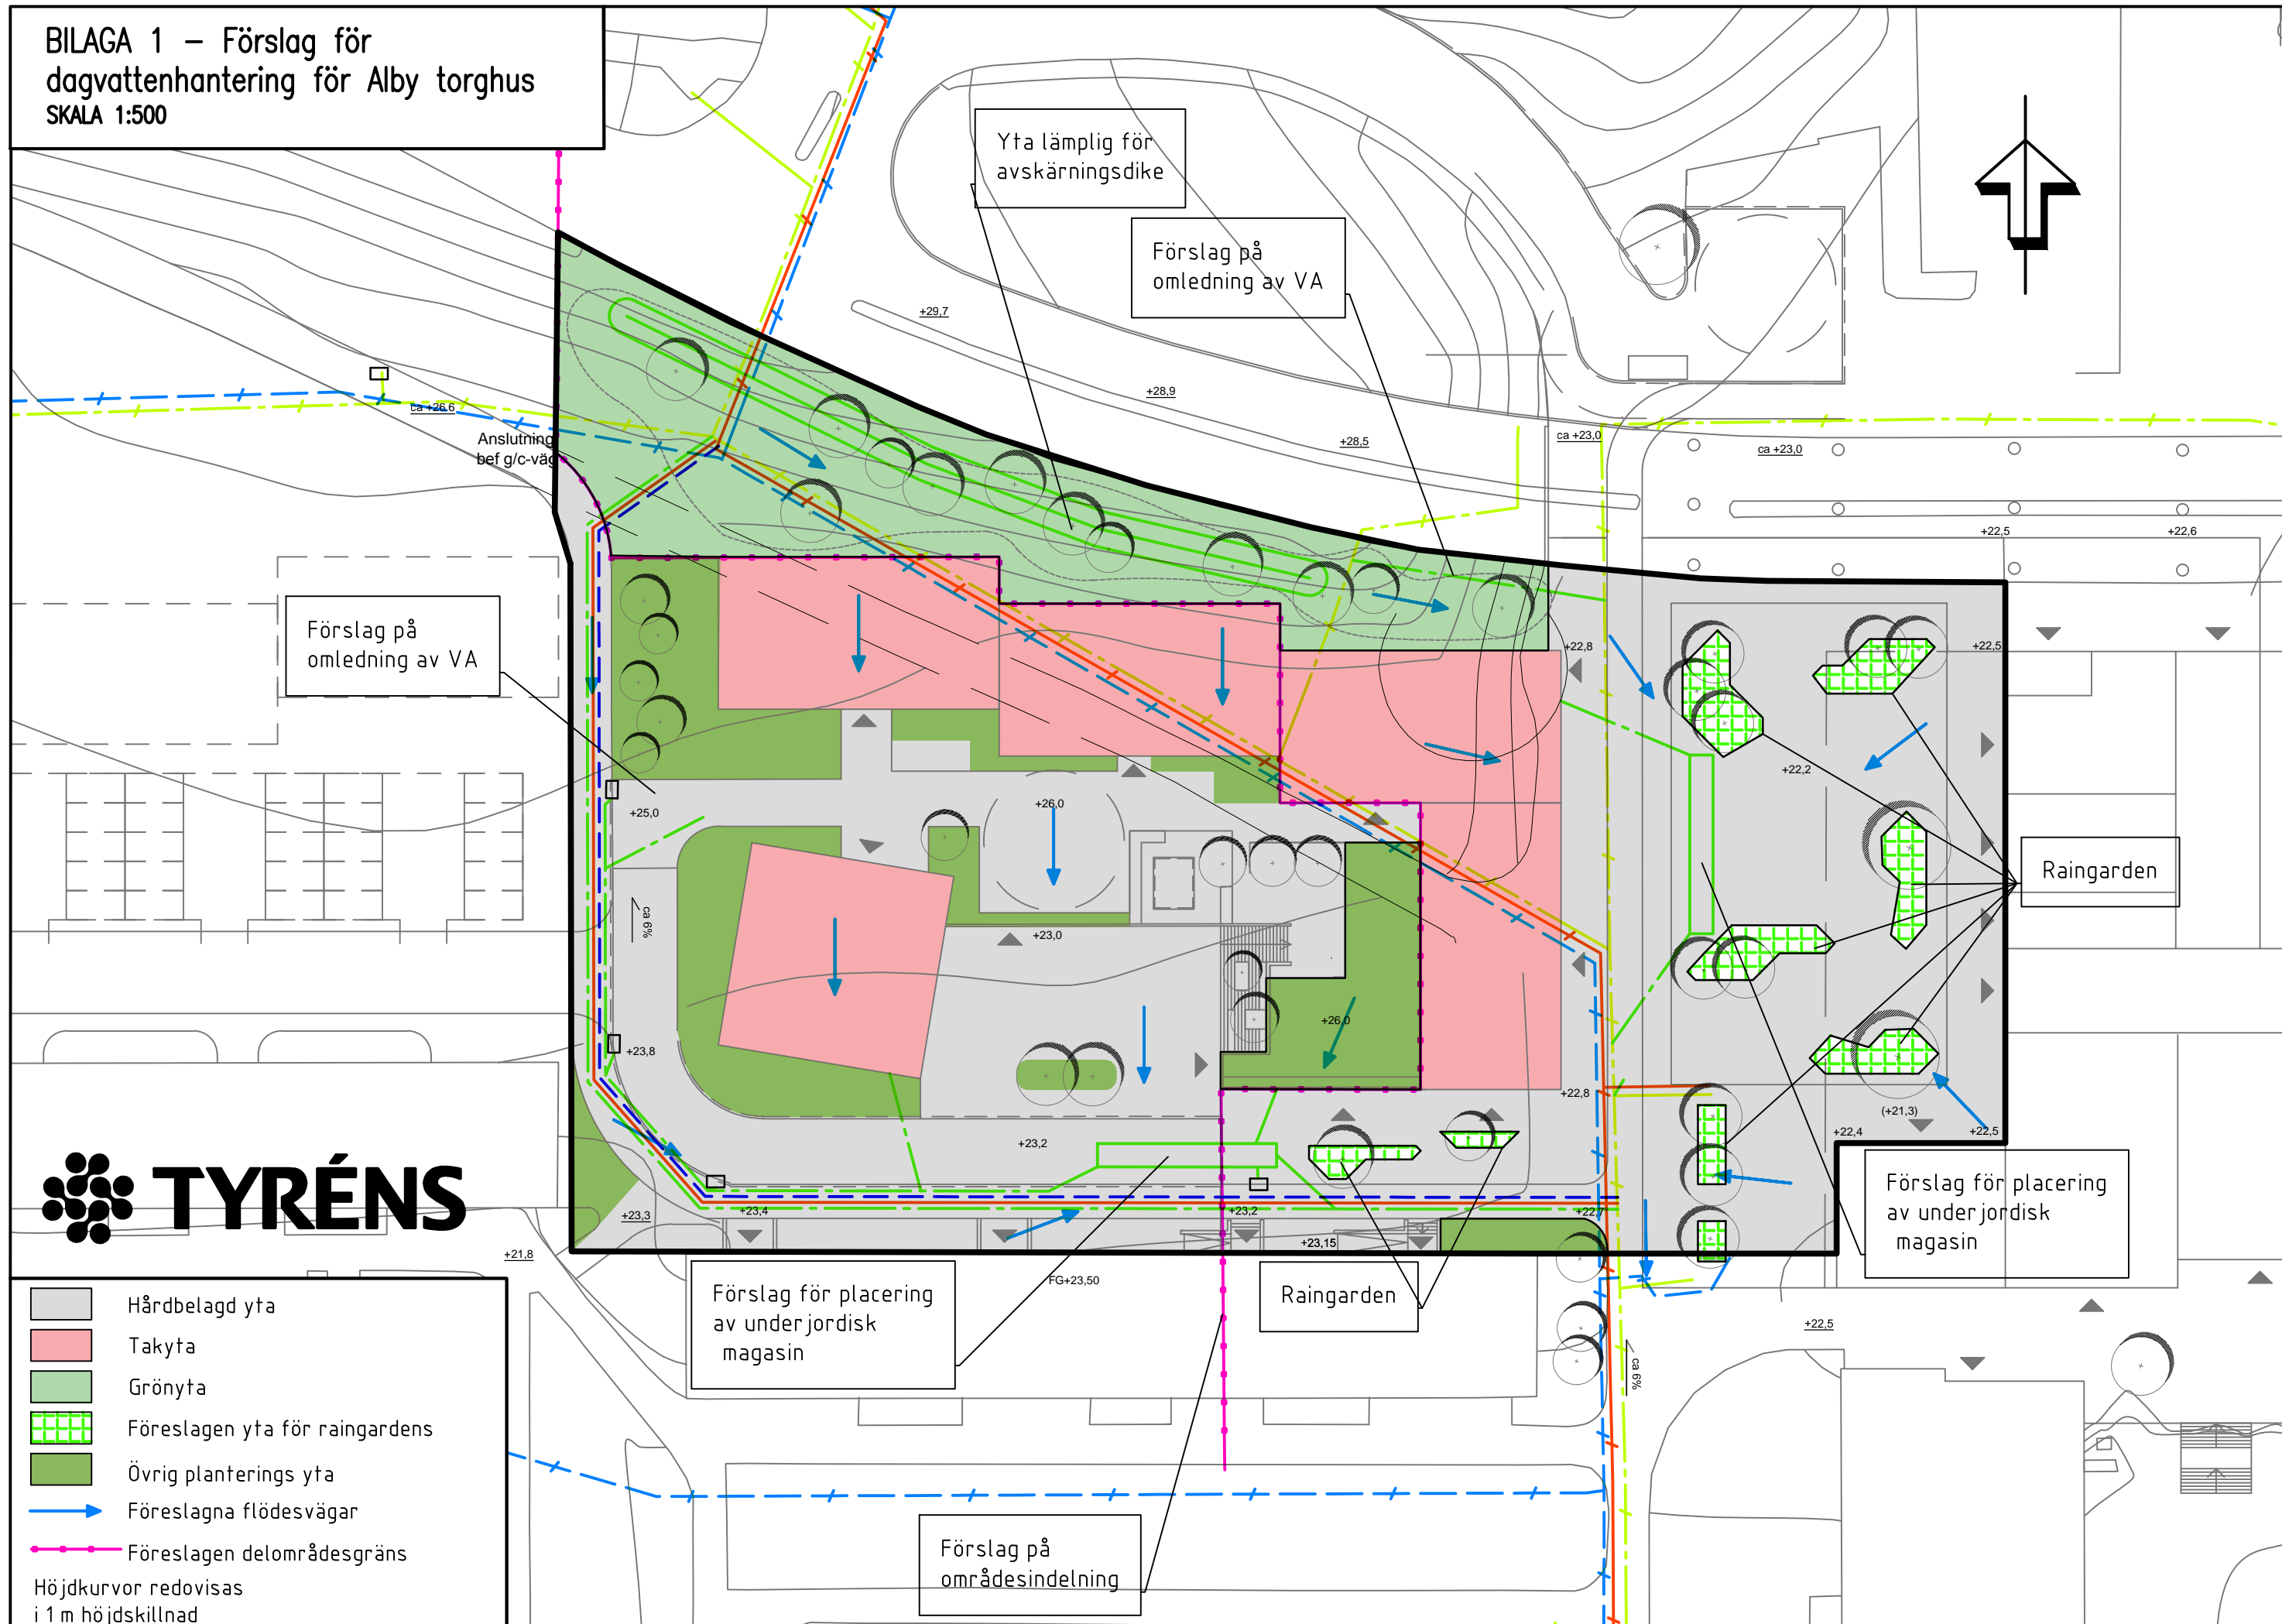 BILAGA 1 – Förslag för
dagvattenhantering för Alby torghus
SKALA 1:500
Yta lämplig för
avskärningsdike
Förslag på
omledning av VA
+29,7
+28,9
+28,5
ca +23,0
ca +23,0
+22,5
+22,6
ca +26.6
Anslutning
bef g/c-väg
Förslag på
omledning av VA
+22,8
+22,5
+22,2
+25,0
+26,0
ca 6%
+23,0
+26,0
Raingarden
+23,8
+22,8
(+21,3)
+22,4
+22,5
+23,2
TYRÉNS
+23,3
+23,4
+23,2
+22,7
+23,15
+21,8
FG+23,50
Förslag för placering
av underjordisk
magasin
Raingarden
Förslag för placering
av underjordisk
magasin
+22,5
ca 6%
Hårdbelagd yta
Takyta
Grönyta
Föreslagen yta för raingardens
Övrig planterings yta
Föreslagna flödesvägar
Föreslagen delområdesgräns
Höjdkurvor redovisas
i 1 m höjdskillnad
Förslag på
områdesindelning